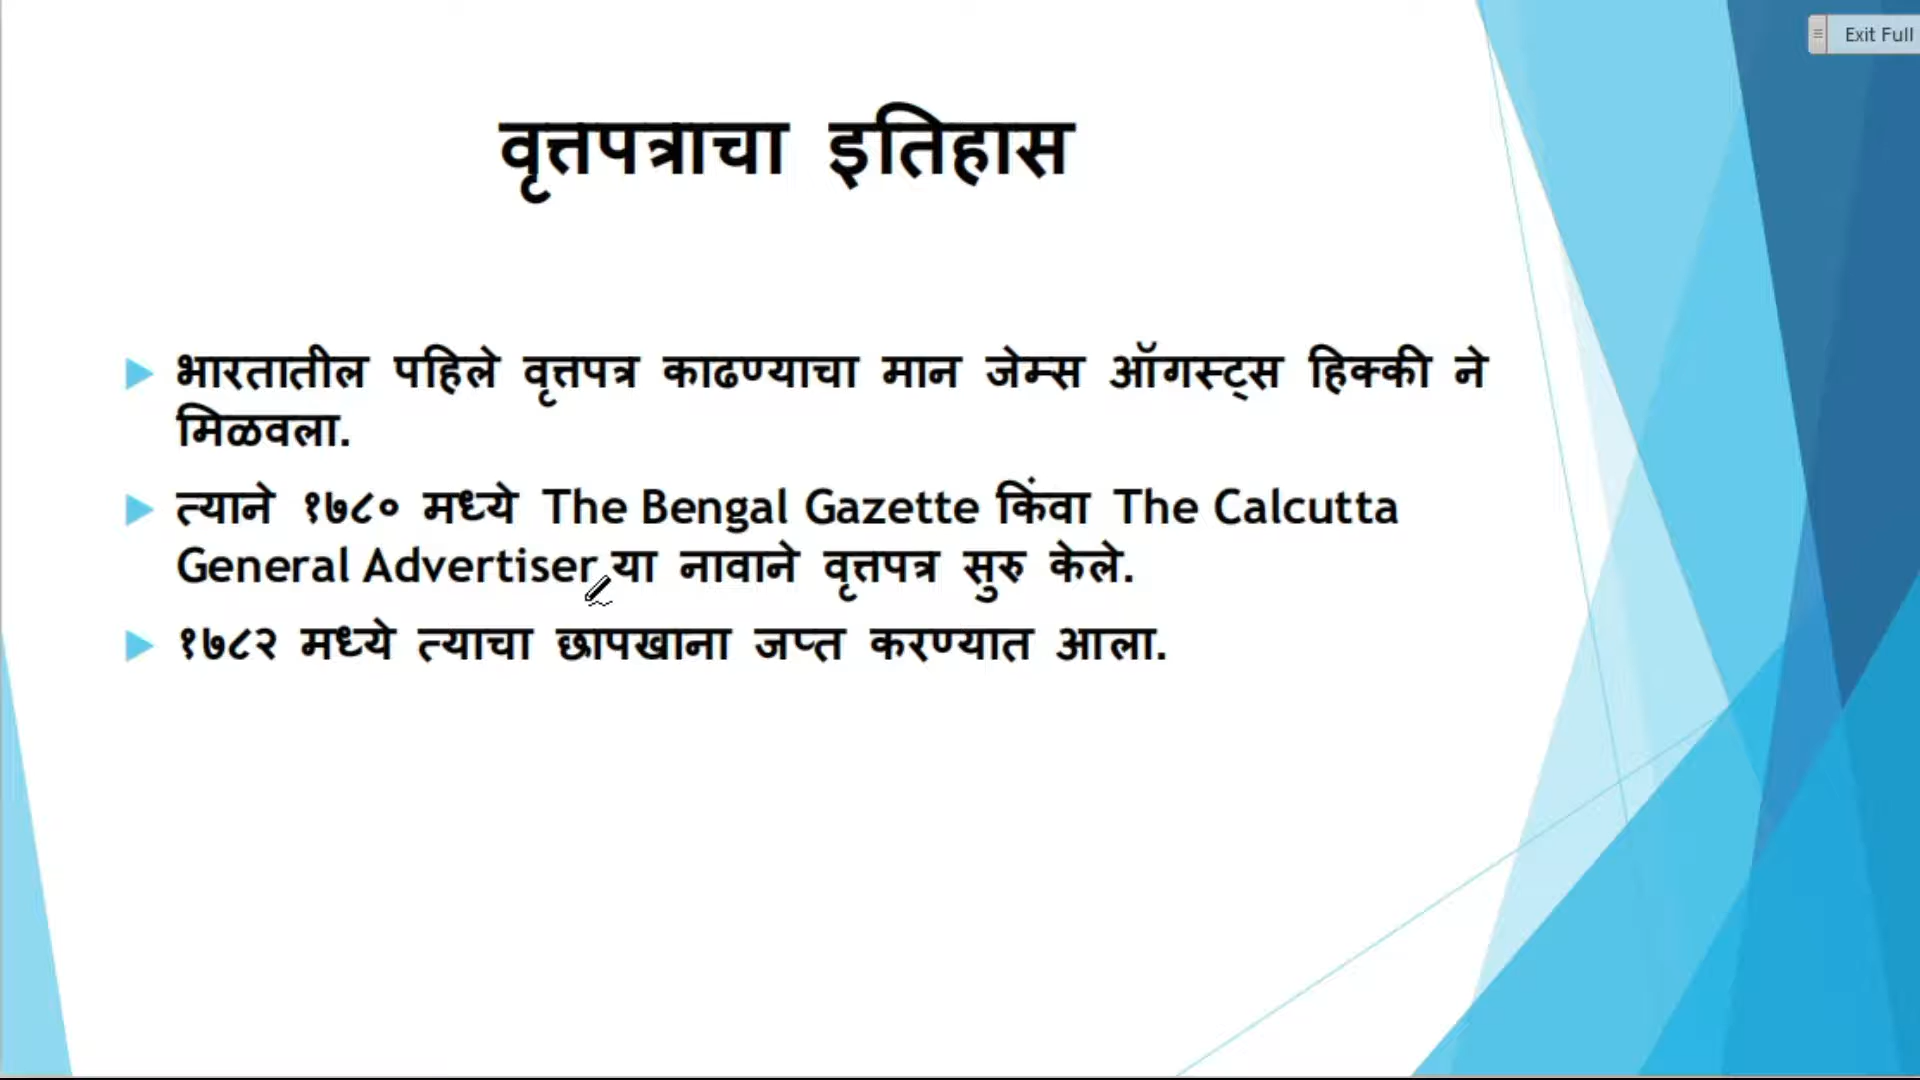 Exit Full
वृत्तपत्राचा इतिहास
भारतातील पहिले वृत्तपत्र काढण्याचा मान जेम्स ऑगस्ट्स हिक्की ने
मिळवला.
त्याने १७८० मध्ये The Bengal Gazette किंवा The Calcutta
General Advertiser या नावाने वृत्तपत्र सुरु केले.
१७८२ मध्ये त्याचा छापखाना जप्त करण्यात आला.